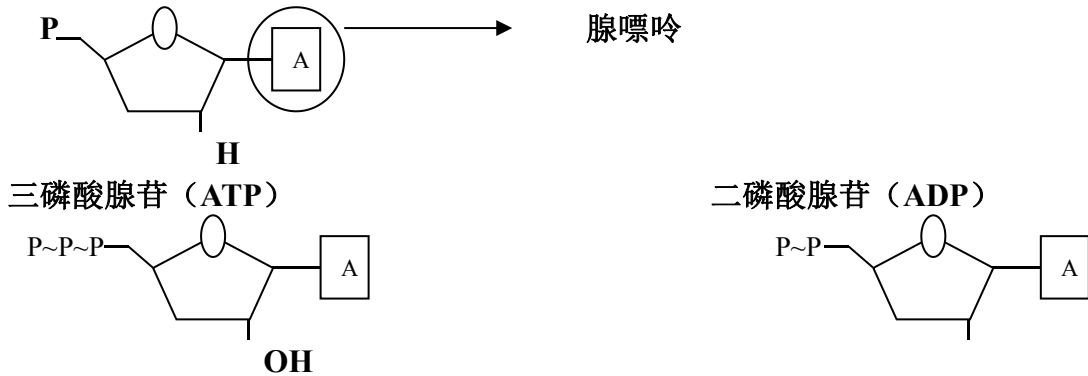 P A 腺嘌呤
H
三磷酸腺苷（ATP） 二磷酸腺苷（ADP）
P~P~P A P~P A
OH